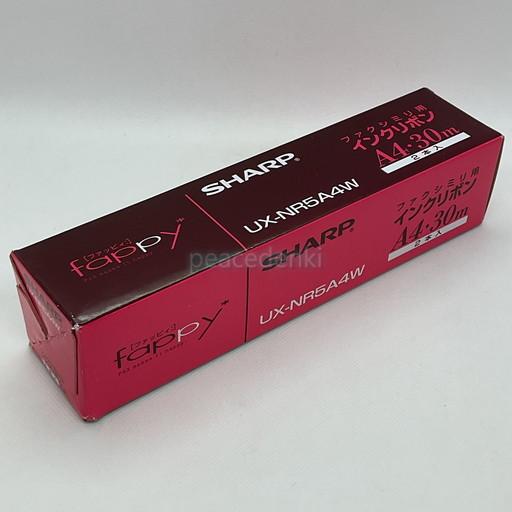 [ファッピィ]
fappy*
SHARP®
UX-NR5A4W
ファクシミリ用
インクリボン
A4・30m
2本入
[ファッピィ]
fappy*
SHARP®
UX-NR5A4W
ファクシミリ用
インクリボン
A4・30m
2本入
peacedenki